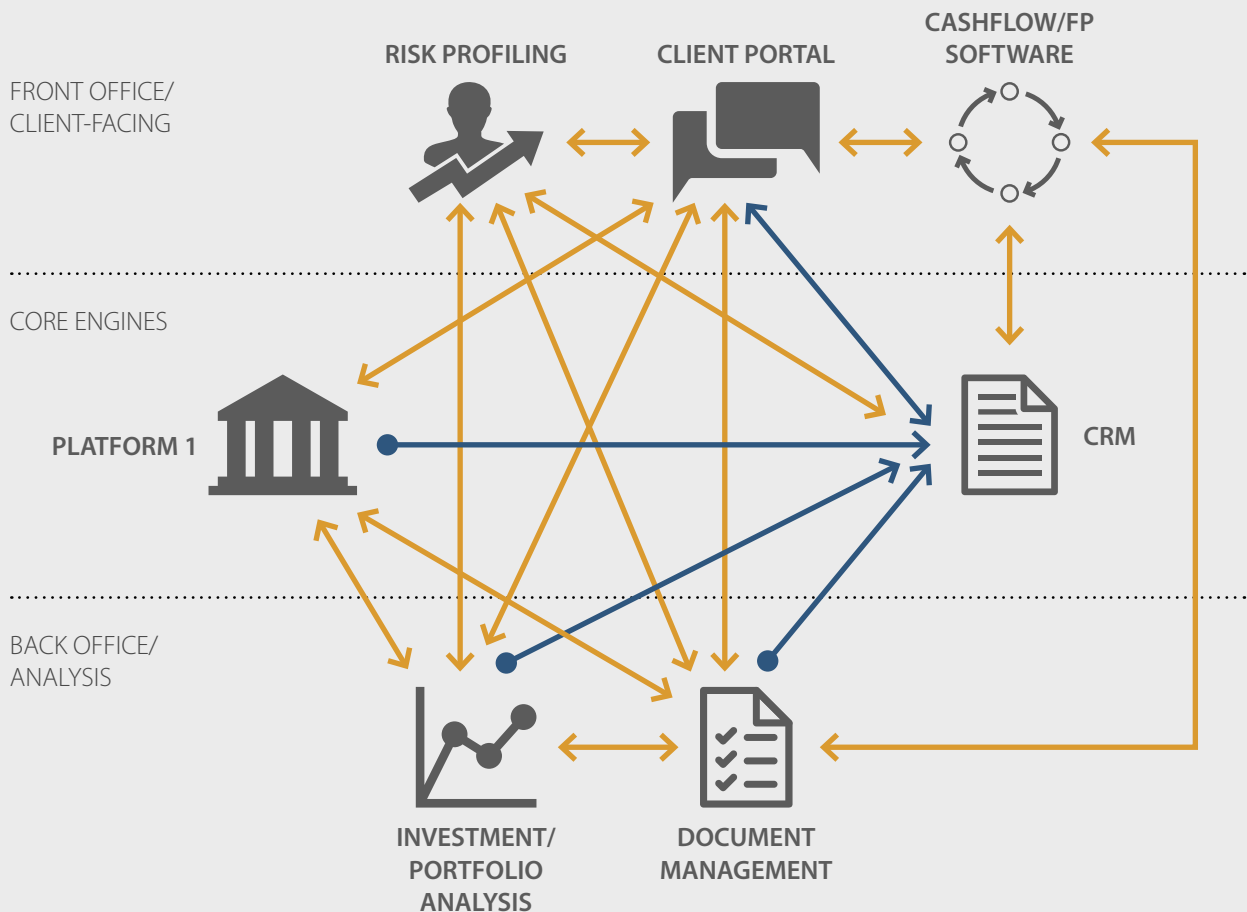 CASHFLOW/FP
SOFTWARE
RISK PROFILING
CLIENT PORTAL
FRONT OFFICE/
CLIENT-FACING
CORE ENGINES
PLATFORM 1
CRM
BACK OFFICE/
ANALYSIS
INVESTMENT/
PORTFOLIO
ANALYSIS
DOCUMENT
MANAGEMENT